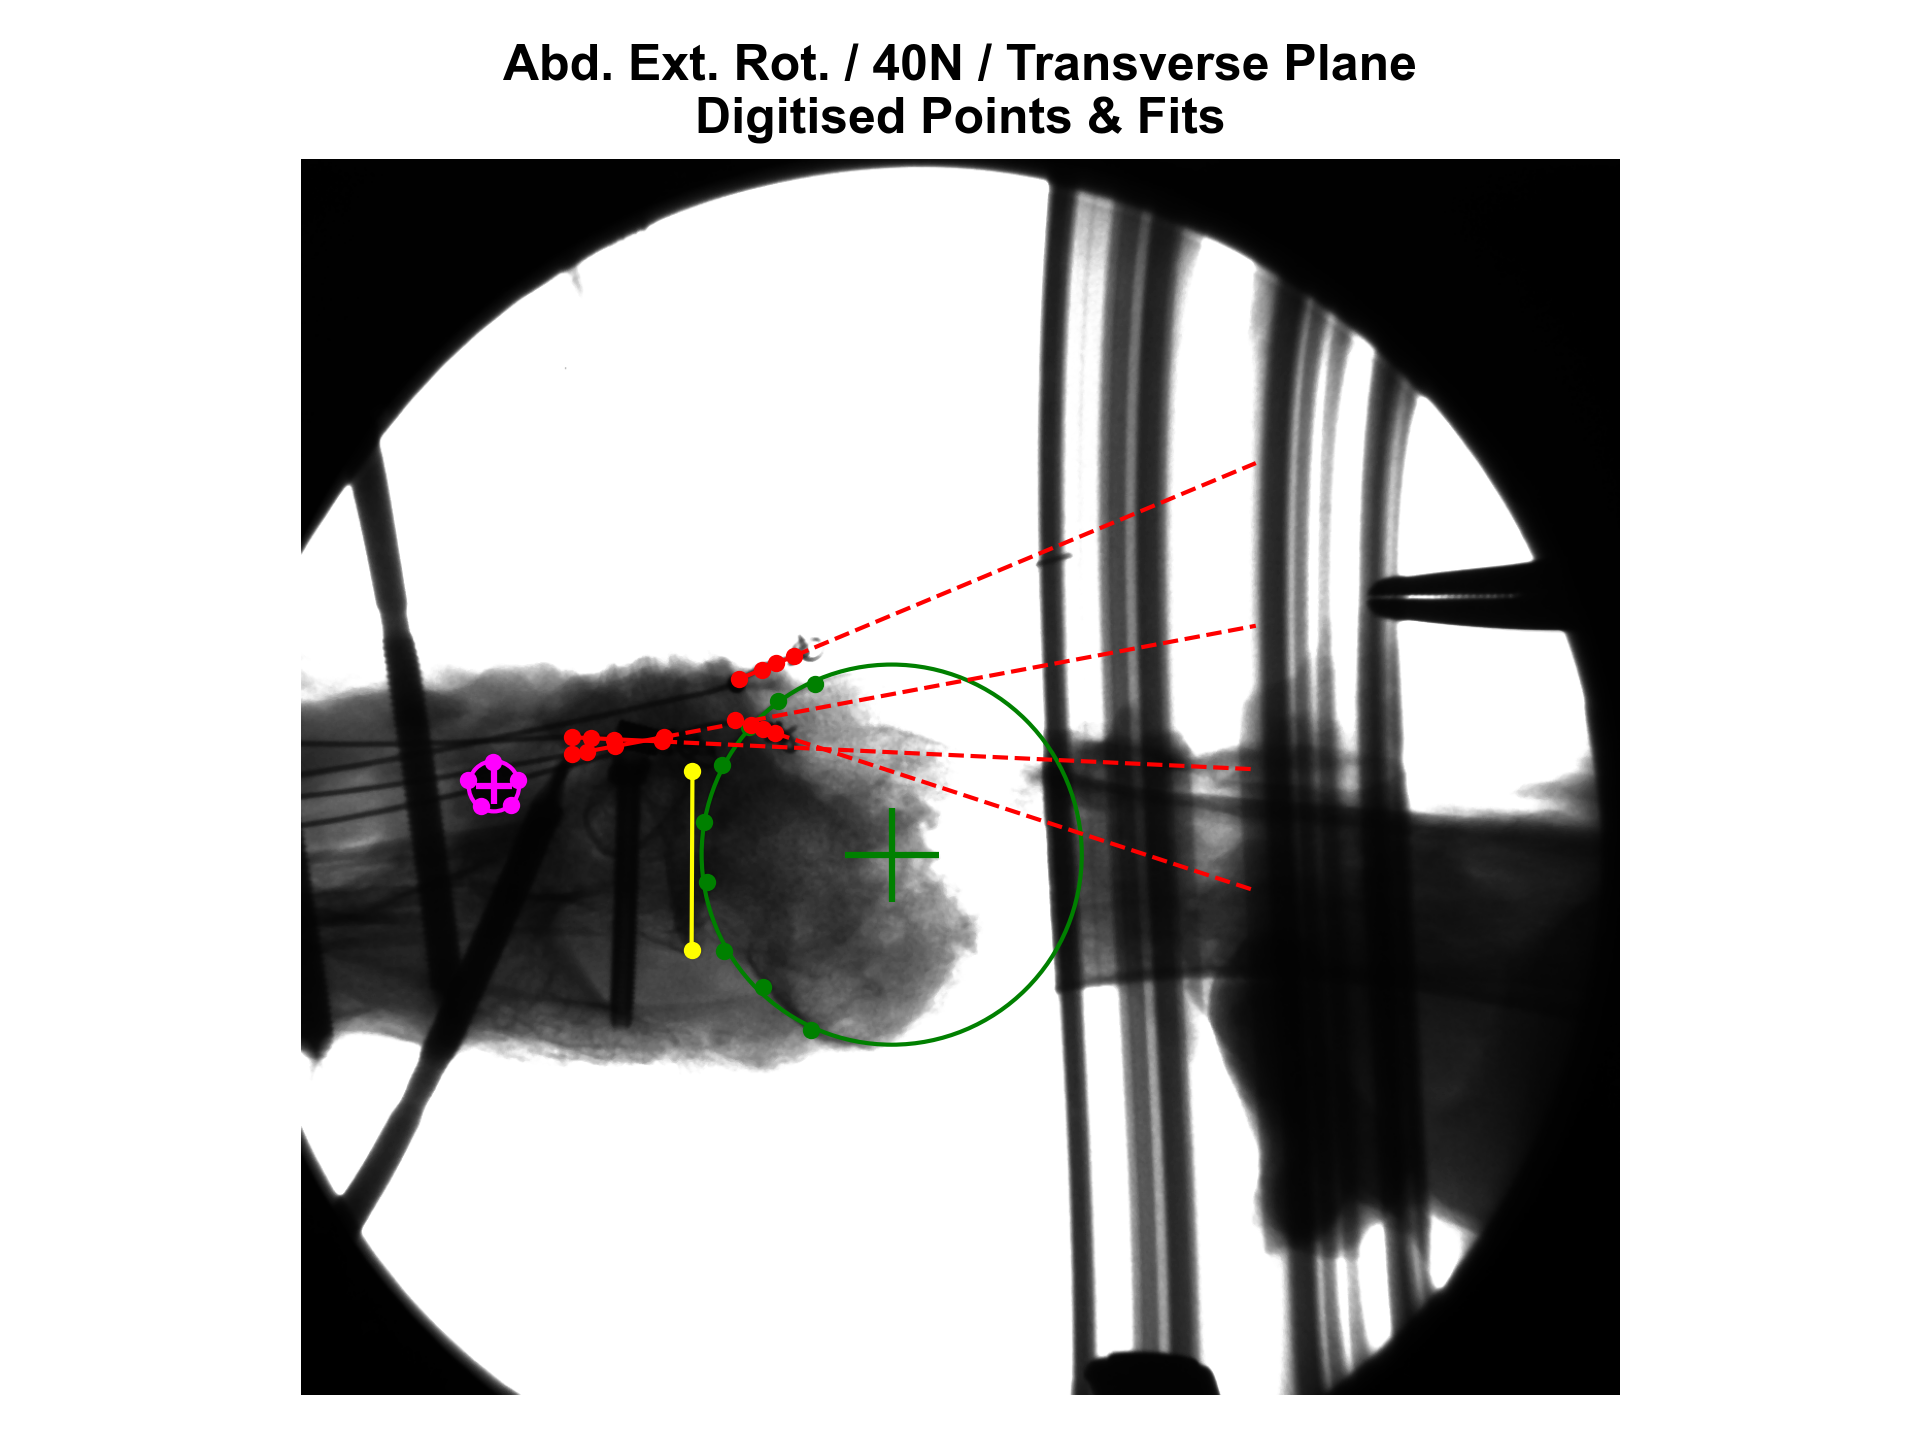 Abd. Ext. Rot. / 40N / Transverse Plane
Digitised Points & Fits